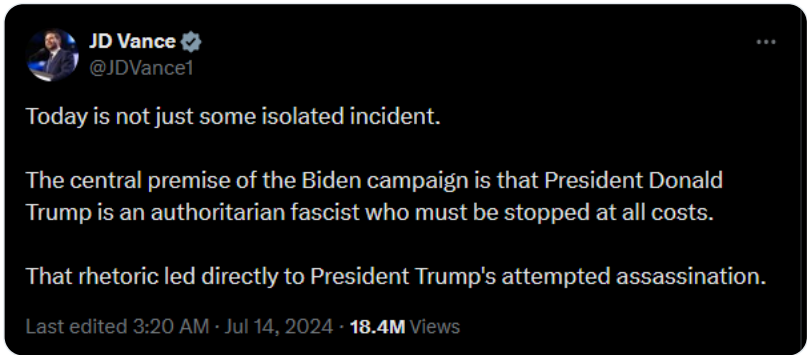 JD Vance
@JDVance1
Today is not just some isolated incident.
The central premise of the Biden campaign is that President Donald
Trump is an authoritarian fascist who must be stopped at all costs.
That rhetoric led directly to President Trump's attempted assassination.
Last edited 3:20 AM · Jul 14, 2024 · 18.4M Views